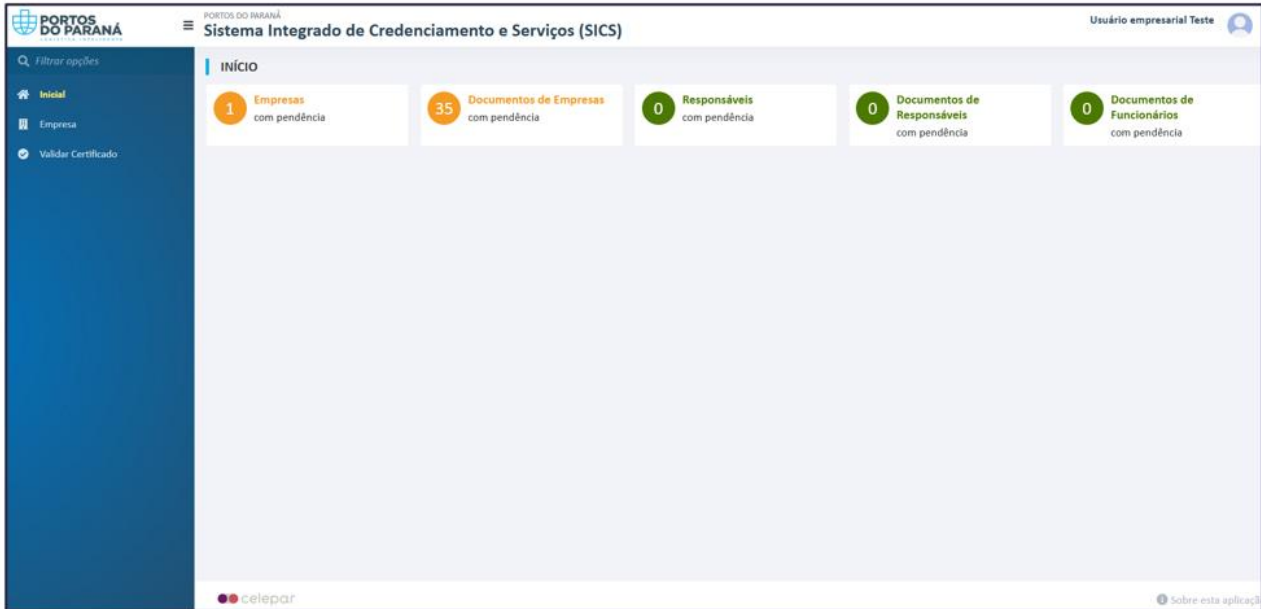 PORTOS
DO PARANÁ
LOGÍSTICA INTELIGENTE
PORTOS DO PARANÁ
Sistema Integrado de Credenciamento e Serviços (SICS)
Usuário empresarial Teste
Filtrar opções
Inicial
Empresa
Validar Certificado
INÍCIO
1
Empresas
com pendência
35
Documentos de Empresas
com pendência
0
Responsáveis
com pendência
0
Documentos de
Responsáveis
com pendência
0
Documentos de
Funcionários
com pendência
celepar
Sobre esta aplicaçã